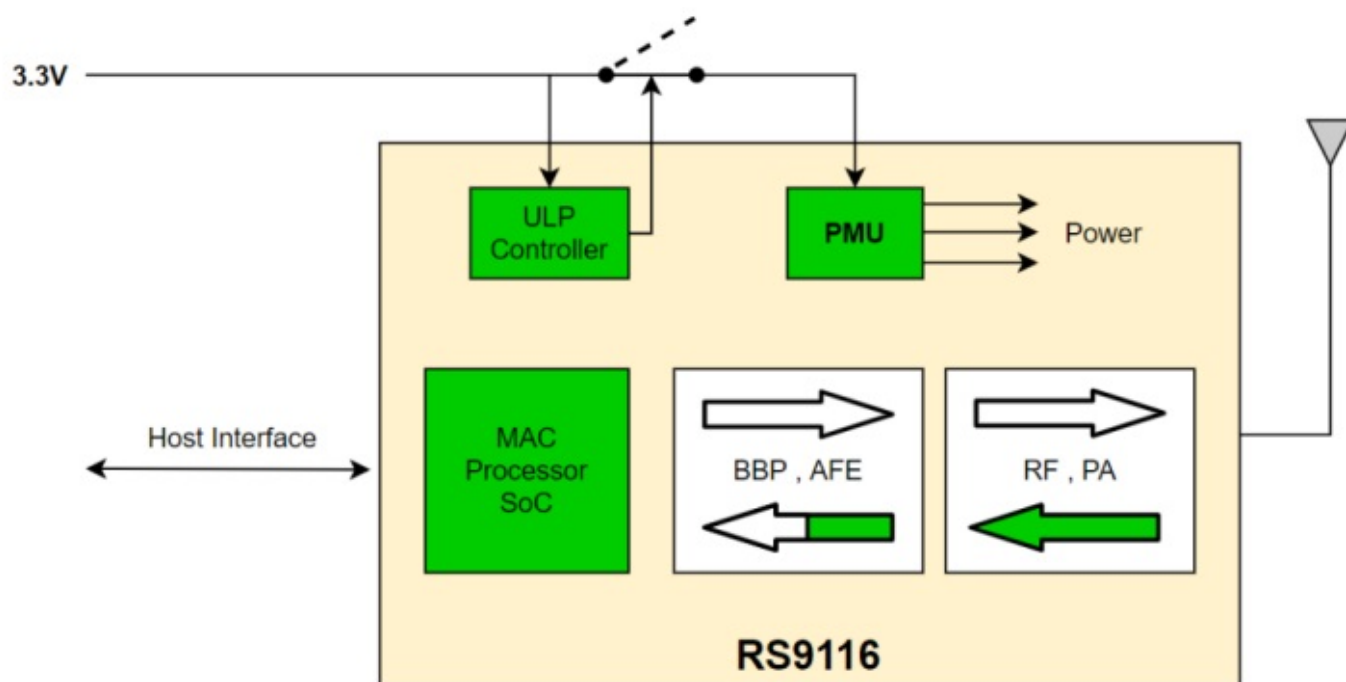 3.3V
ULP
Controller
PMU
Power
Host Interface
MAC
Processor
SoC
BBP , AFE
RF , PA
RS9116